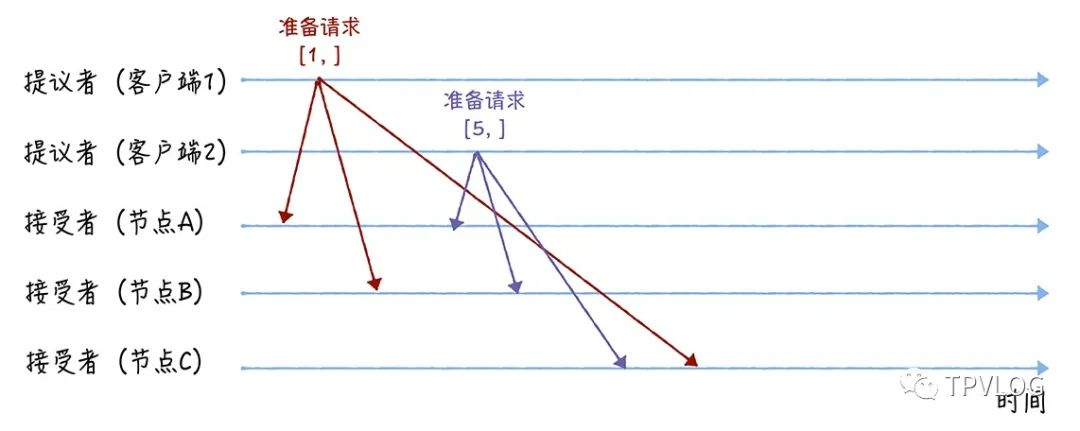 准备请求
[1, ]
提议者（客户端1）
准备请求
[5, ]
提议者（客户端2）
接受者（节点A）
接受者（节点B）
接受者（节点C）
TPVLOG
时间